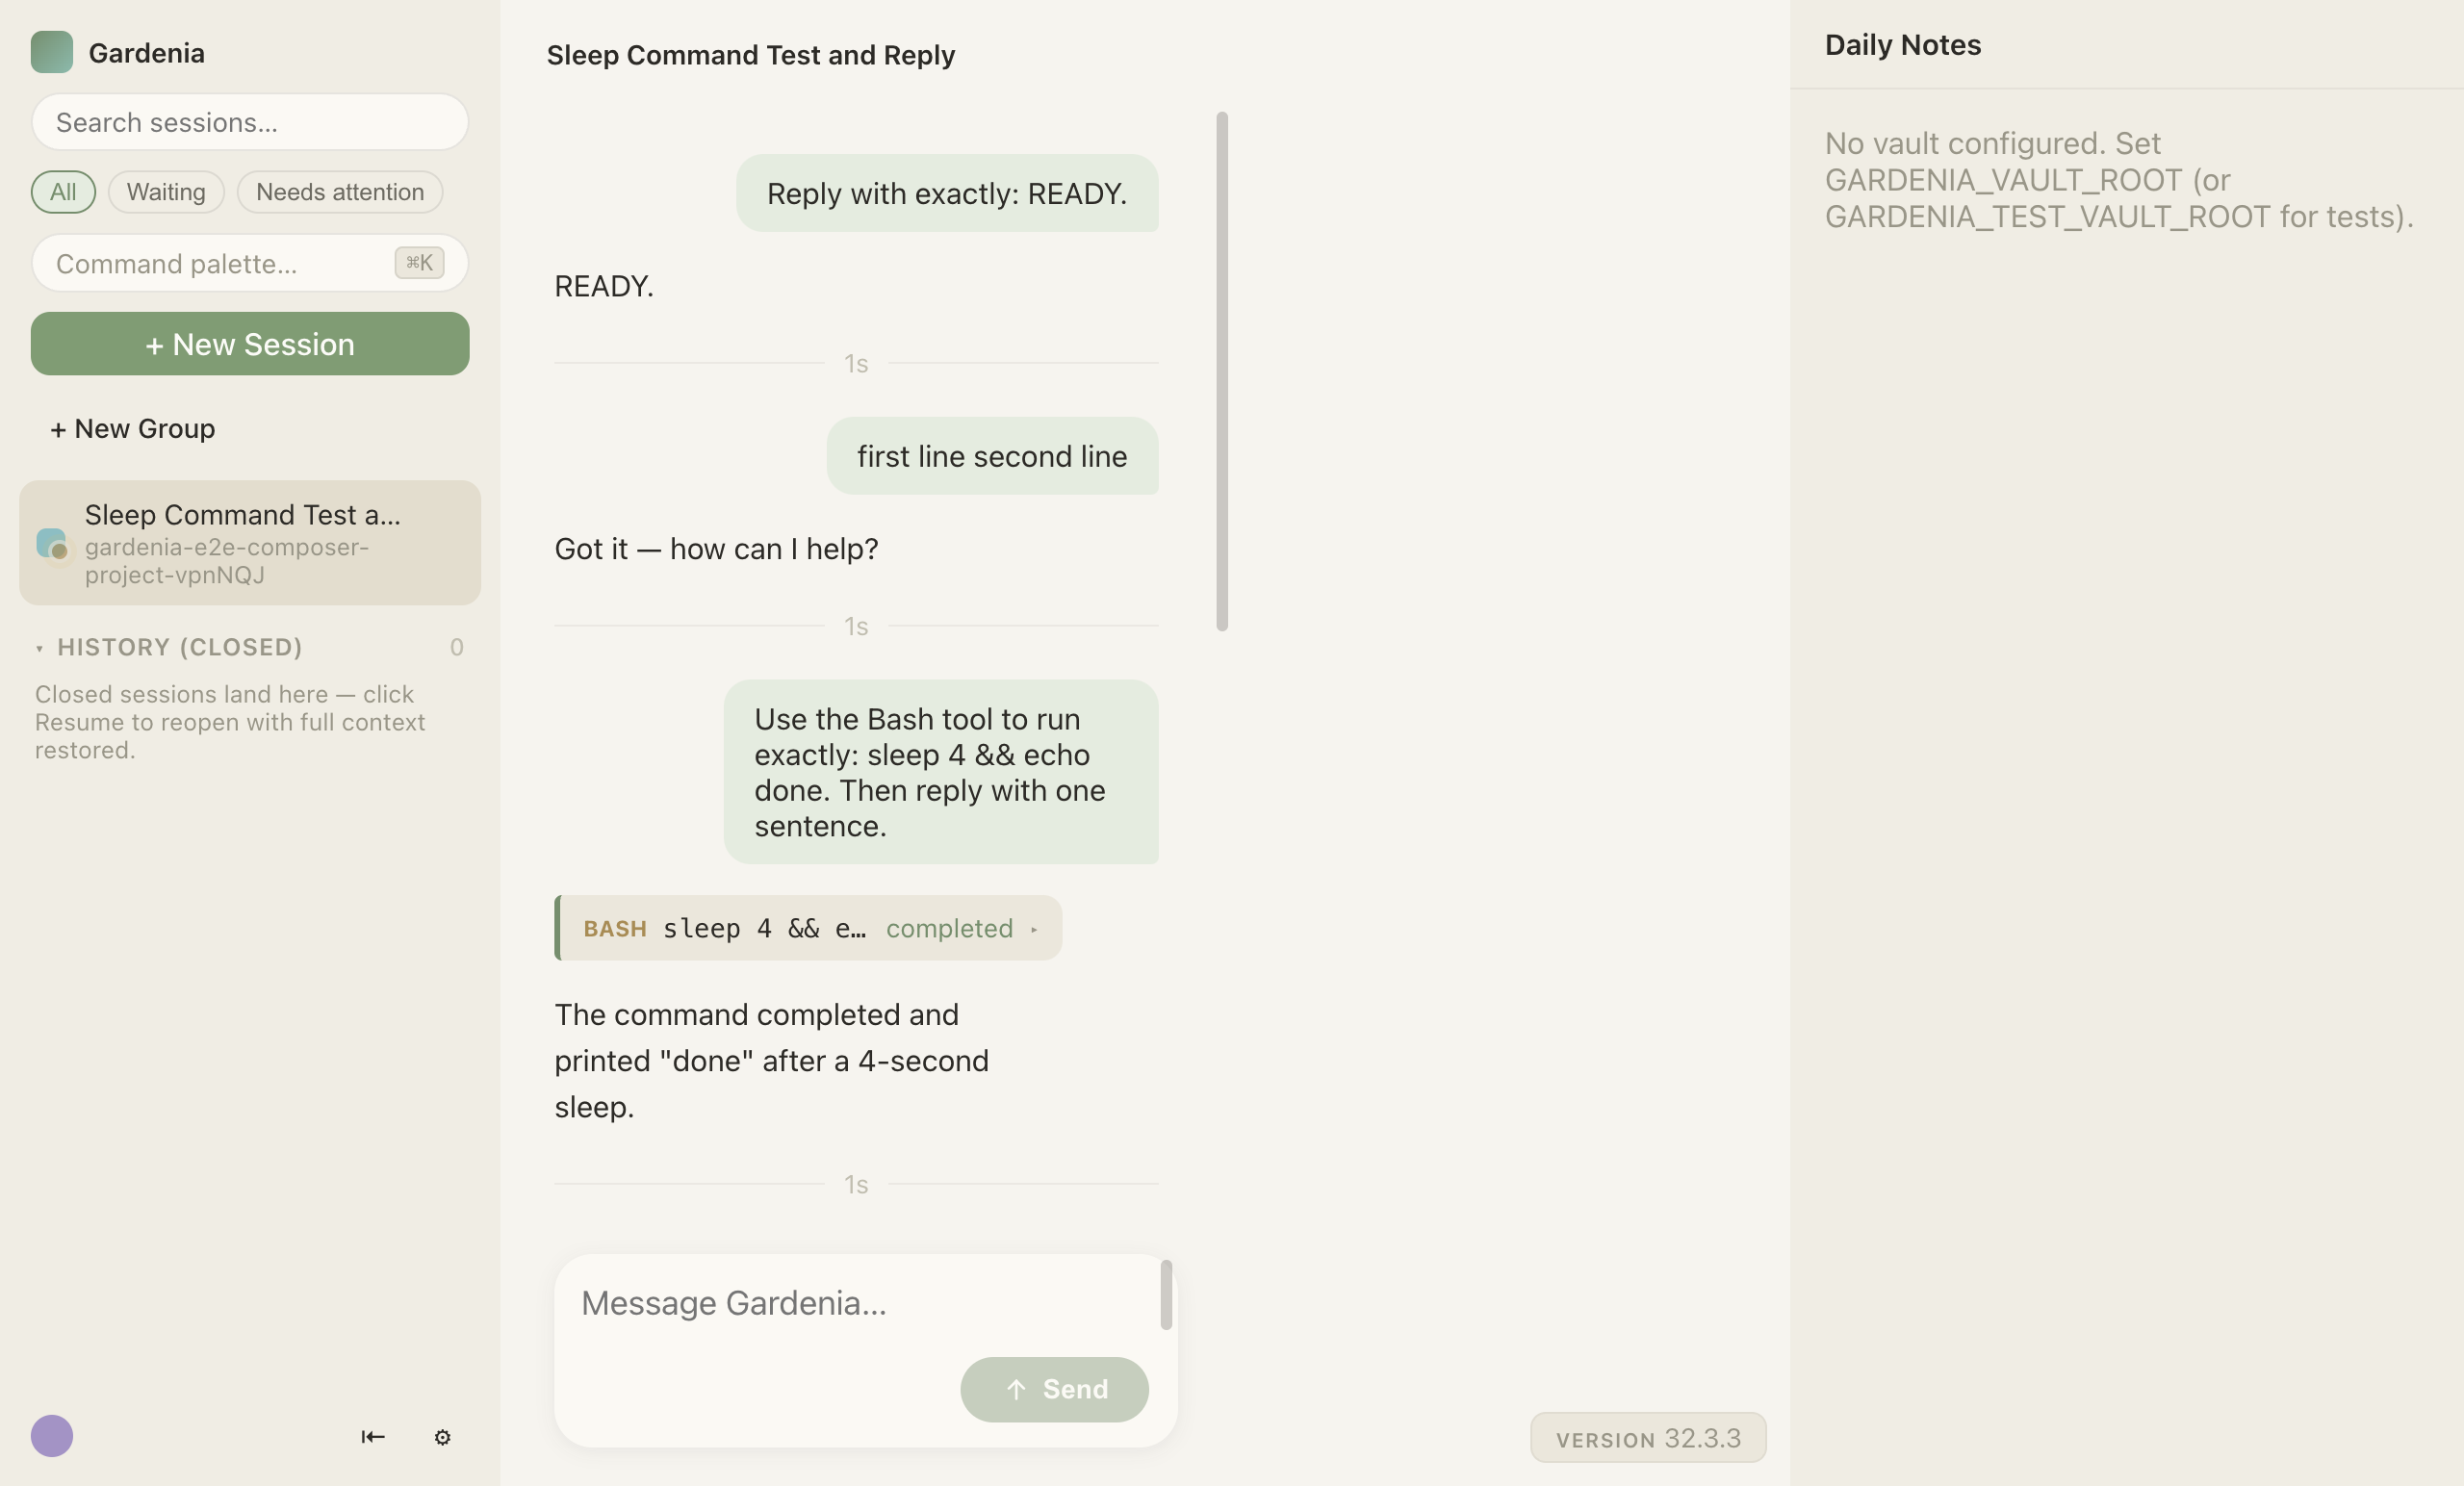 Gardenia
Search sessions...
All
Waiting
Needs attention
Command palette...
⌘K
+ New Session
+ New Group
Sleep Command Test a...
gardenia-e2e-composer-
project-vpnNQJ
HISTORY (CLOSED)
0
Closed sessions land here — click
Resume to reopen with full context
restored.
Sleep Command Test and Reply
Reply with exactly: READY.
READY.
1s
first line second line
Got it — how can I help?
1s
Use the Bash tool to run
exactly: sleep 4 && echo
done. Then reply with one
sentence.
BASH sleep 4 && e… completed
The command completed and
printed "done" after a 4-second
sleep.
1s
Message Gardenia...
↑ Send
VERSION 32.3.3
Daily Notes
No vault configured. Set
GARDENIA_VAULT_ROOT (or
GARDENIA_TEST_VAULT_ROOT for tests).